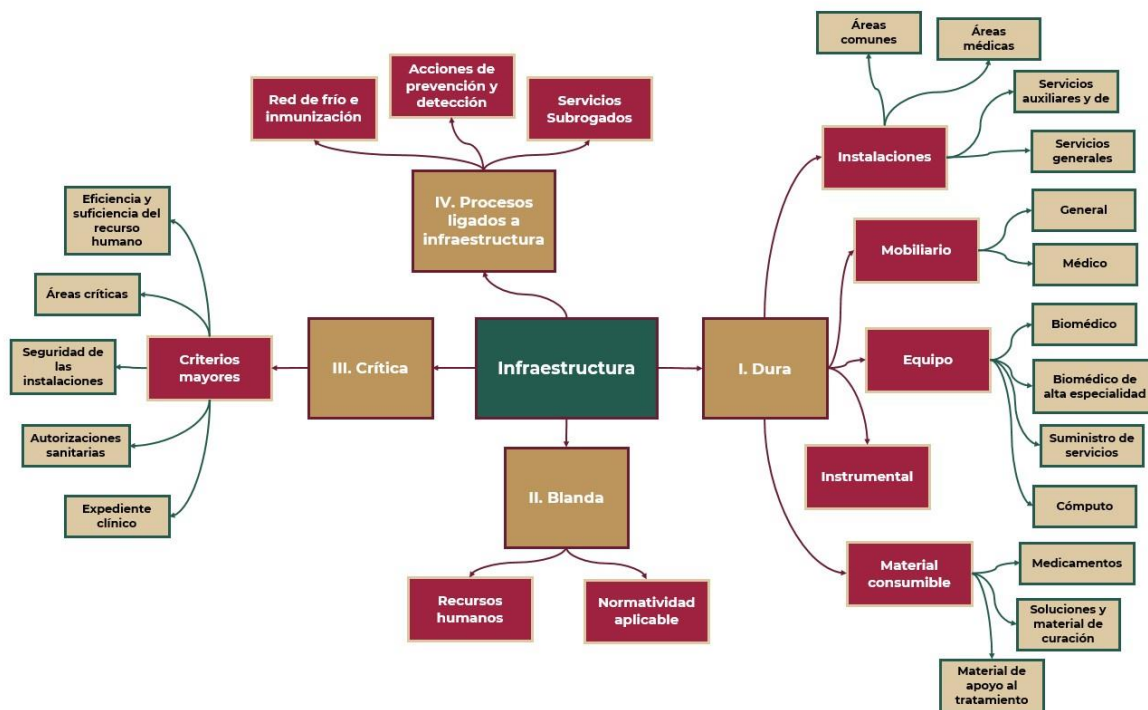 Áreas
comunes
Áreas
médicas
Acciones de
prevención y
detección
Red de frío e
inmunización
Servicios
Subrogados
Servicios
auxiliares y de
Instalaciones
Servicios
generales
IV. Procesos
ligados a
infraestructura
Eficiencia y
suficiencia del
recurso
humano
General
Mobiliario
Médico
Áreas críticas
Biomédico
Seguridad de
las
instalaciones
Criterios
mayores
III. Crítica
Infraestructura
I. Dura
Equipo
Biomédico de
alta especialidad
Autorizaciones
sanitarias
Suministro de
servicios
Instrumental
II. Blanda
Expediente
clínico
Cómputo
Material
consumible
Medicamentos
Recursos
humanos
Normatividad
aplicable
Soluciones y
material de
curación
Material de
apoyo al
tratamiento